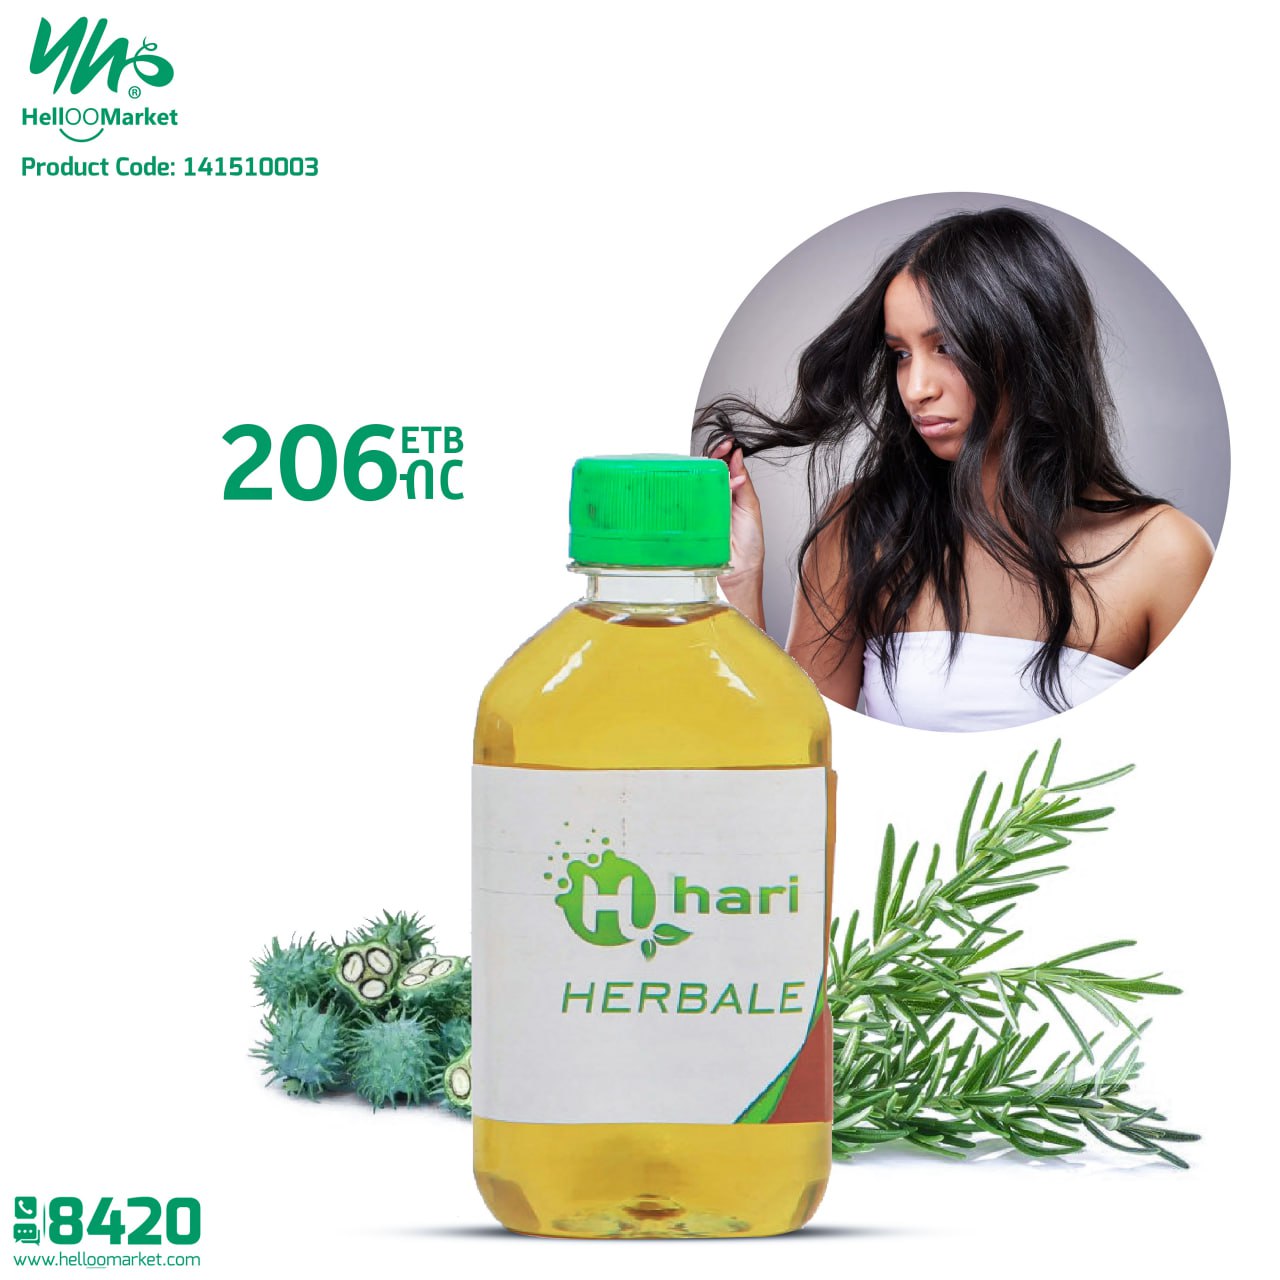 ®
HellOOMarket
Product Code: 141510003
206 ETB
ብር
H hari
HERBALE
8420
www.helloomarket.com